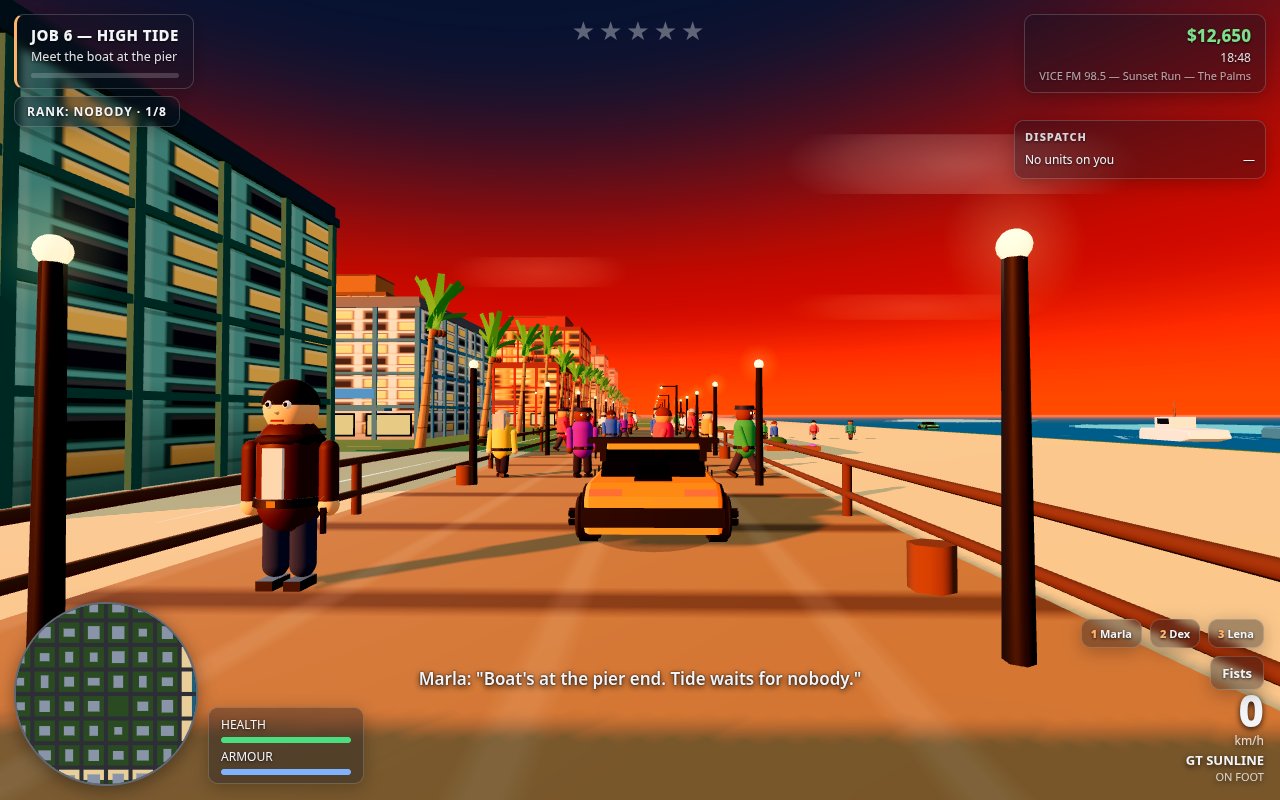 JOB 6 — HIGH TIDE
Meet the boat at the pier
RANK: NOBODY · 1/8
$12,650
18:48
VICE FM 98.5 — Sunset Run — The Palms
DISPATCH
No units on you —
Marla: "Boat's at the pier end. Tide waits for nobody."
HEALTH
ARMOUR
1 Marla 2 Dex 3 Lena
Fists
0
km/h
GT SUNLINE
ON FOOT